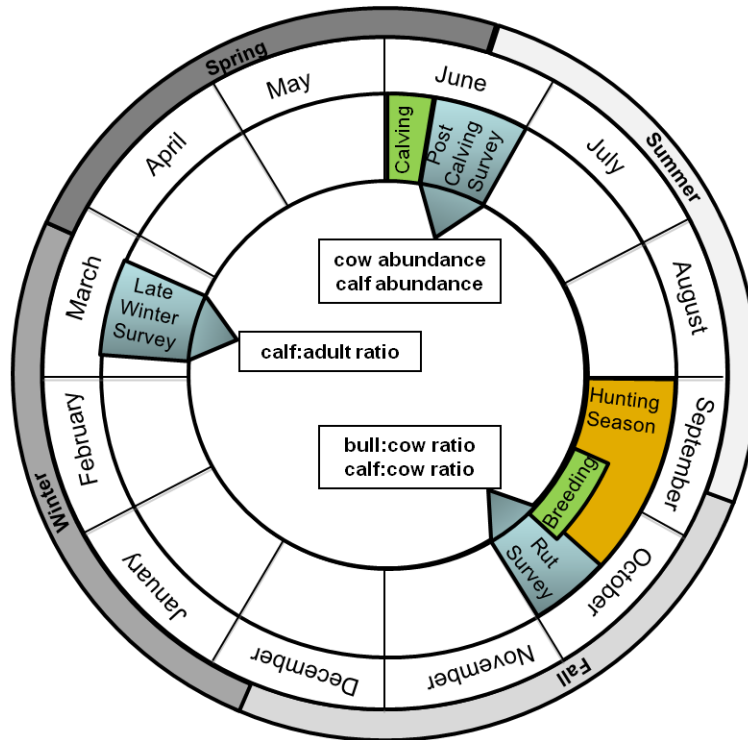 Spring
Summer
Fall
Winter
May
June
July
August
September
October
November
December
January
February
March
April
Calving
Post
Calving
Survey
cow abundance
calf abundance
Late
Winter
Survey
calf:adult ratio
Hunting
Season
bull:cow ratio
calf:cow ratio
Breeding
Rut
Survey